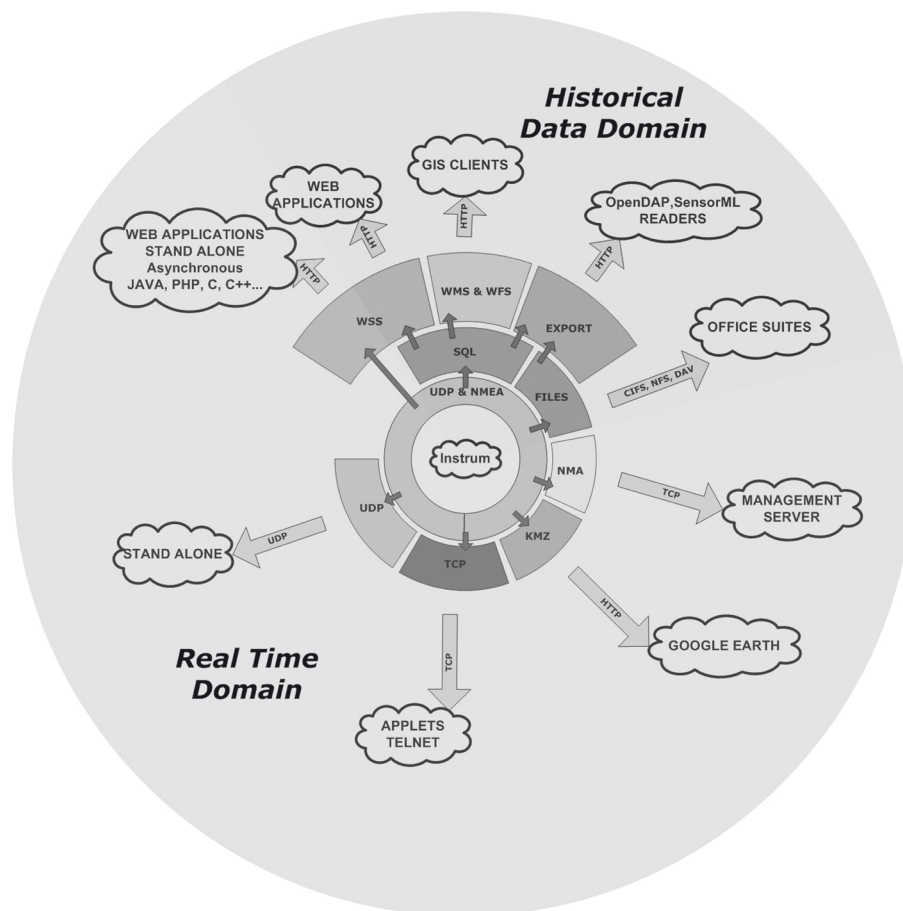 Historical
Data Domain
GIS CLIENTS
HTTP
WEB
APPLICATIONS
HTTP
OpenDAP,SensorML
READERS
HTTP
WEB APPLICATIONS
STAND ALONE
Asynchronous
JAVA, PHP, C, C++...
HTTP
WMS & WFS
WSS
EXPORT
SQL
OFFICE SUITES
CIFS, NFS, DAV
UDP & NMEA
FILES
Instrum
NMA
TCP
MANAGEMENT
SERVER
UDP
KMZ
TCP
STAND ALONE
UDP
HTTP
GOOGLE EARTH
Real Time
Domain
TCP
APPLETS
TELNET